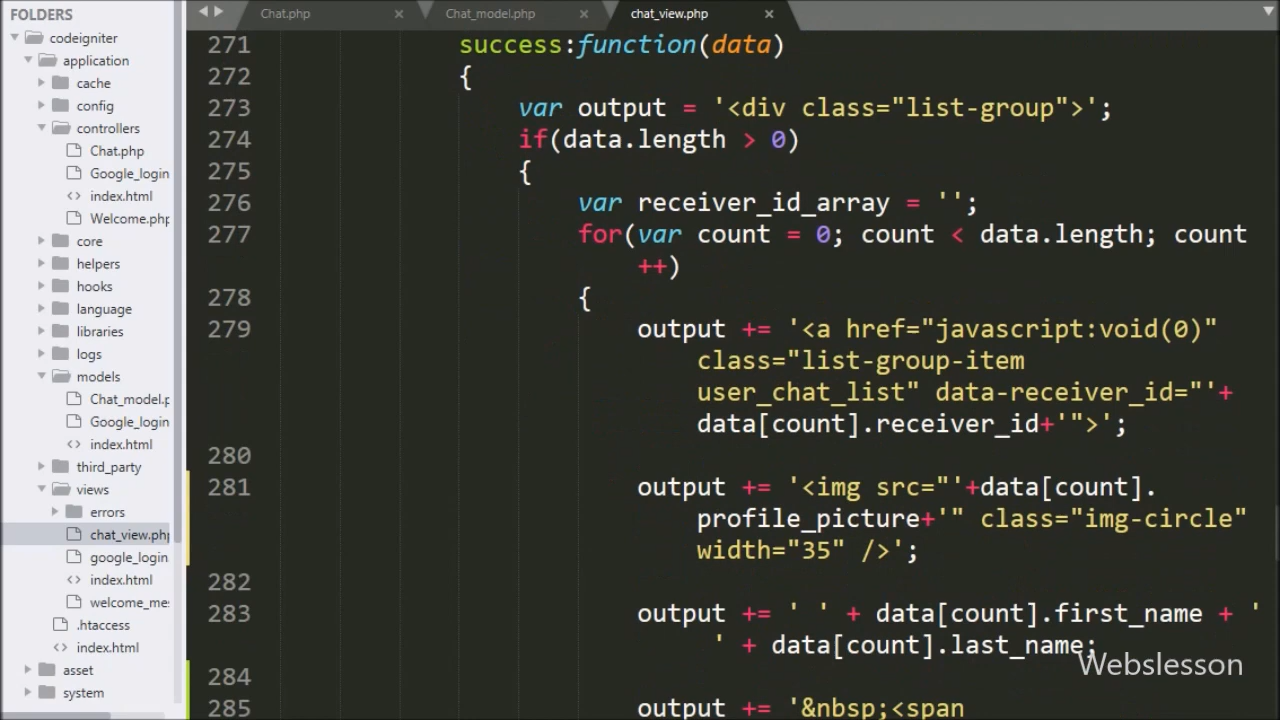 FOLDERS
codeigniter
application
cache
config
controllers
Chat.php
Google_login
index.html
Welcome.php
core
helpers
hooks
language
libraries
logs
models
Chat_model.p
Google_login
index.html
third_party
views
errors
chat_view.php
google_login
index.html
welcome_me
.htaccess
index.html
asset
system
Chat.php
Chat_model.php
chat_view.php
271 success:function(data)
272 {
273 var output = '<div class="list-group">';
274 if(data.length > 0)
275 {
276 var receiver_id_array = '';
277 for(var count = 0; count < data.length; count
++)
278 {
279 output += '<a href="javascript:void(0)"
class="list-group-item
user_chat_list" data-receiver_id="'+
data[count].receiver_id+'">';
280
281 output += '<img src="'+data[count].
profile_picture+'" class="img-circle"
width="35" />';
282
283 output += ' ' + data[count].first_name + '
' + data[count].last_name;
284
285 output += '&nbsp;<span
Webslesson